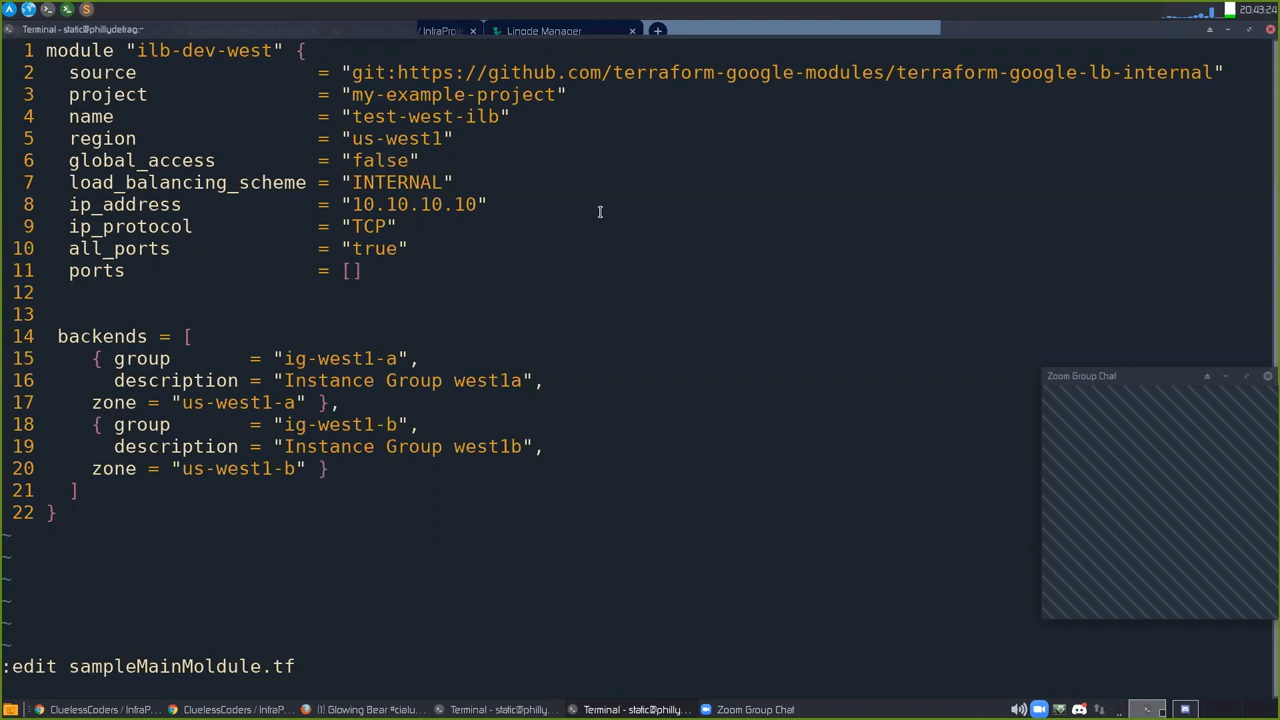 20:43:24
Terminal - static@phillydefrag:~
/ InfraProj
Linode Manager
1 module "ilb-dev-west" {
2 source = "git:https://github.com/terraform-google-modules/terraform-google-lb-internal"
3 project = "my-example-project"
4 name = "test-west-ilb"
5 region = "us-west1"
6 global_access = "false"
7 load_balancing_scheme = "INTERNAL"
8 ip_address = "10.10.10.10"
9 ip_protocol = "TCP"
10 all_ports = "true"
11 ports = []
12
13
14 backends = [
15 { group = "ig-west1-a",
16 description = "Instance Group west1a",
17 zone = "us-west1-a" },
18 { group = "ig-west1-b",
19 description = "Instance Group west1b",
20 zone = "us-west1-b" }
21 ]
22 }
~
~
~
~
~
~
Zoom Group Chat
:edit sampleMainMoldule.tf
CluelessCoders / InfraP...
CluelessCoders / InfraP...
(1) Glowing Bear #cialu...
Terminal - static@philly...
Terminal - static@philly...
Zoom Group Chat